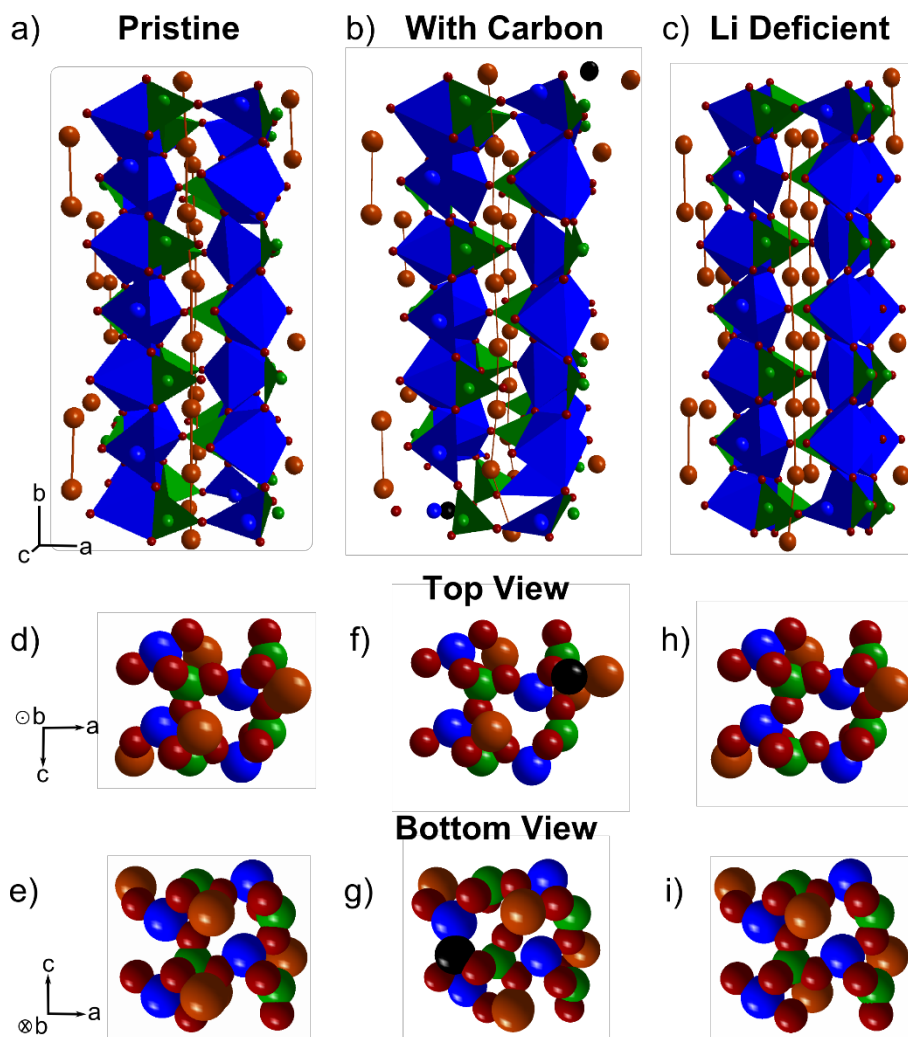 a) Pristine
b) With Carbon
c) Li Deficient
b
c a
Top View
d)
f)
h)
⊙b a
c
Bottom View
e)
g)
i)
c
⊗b a